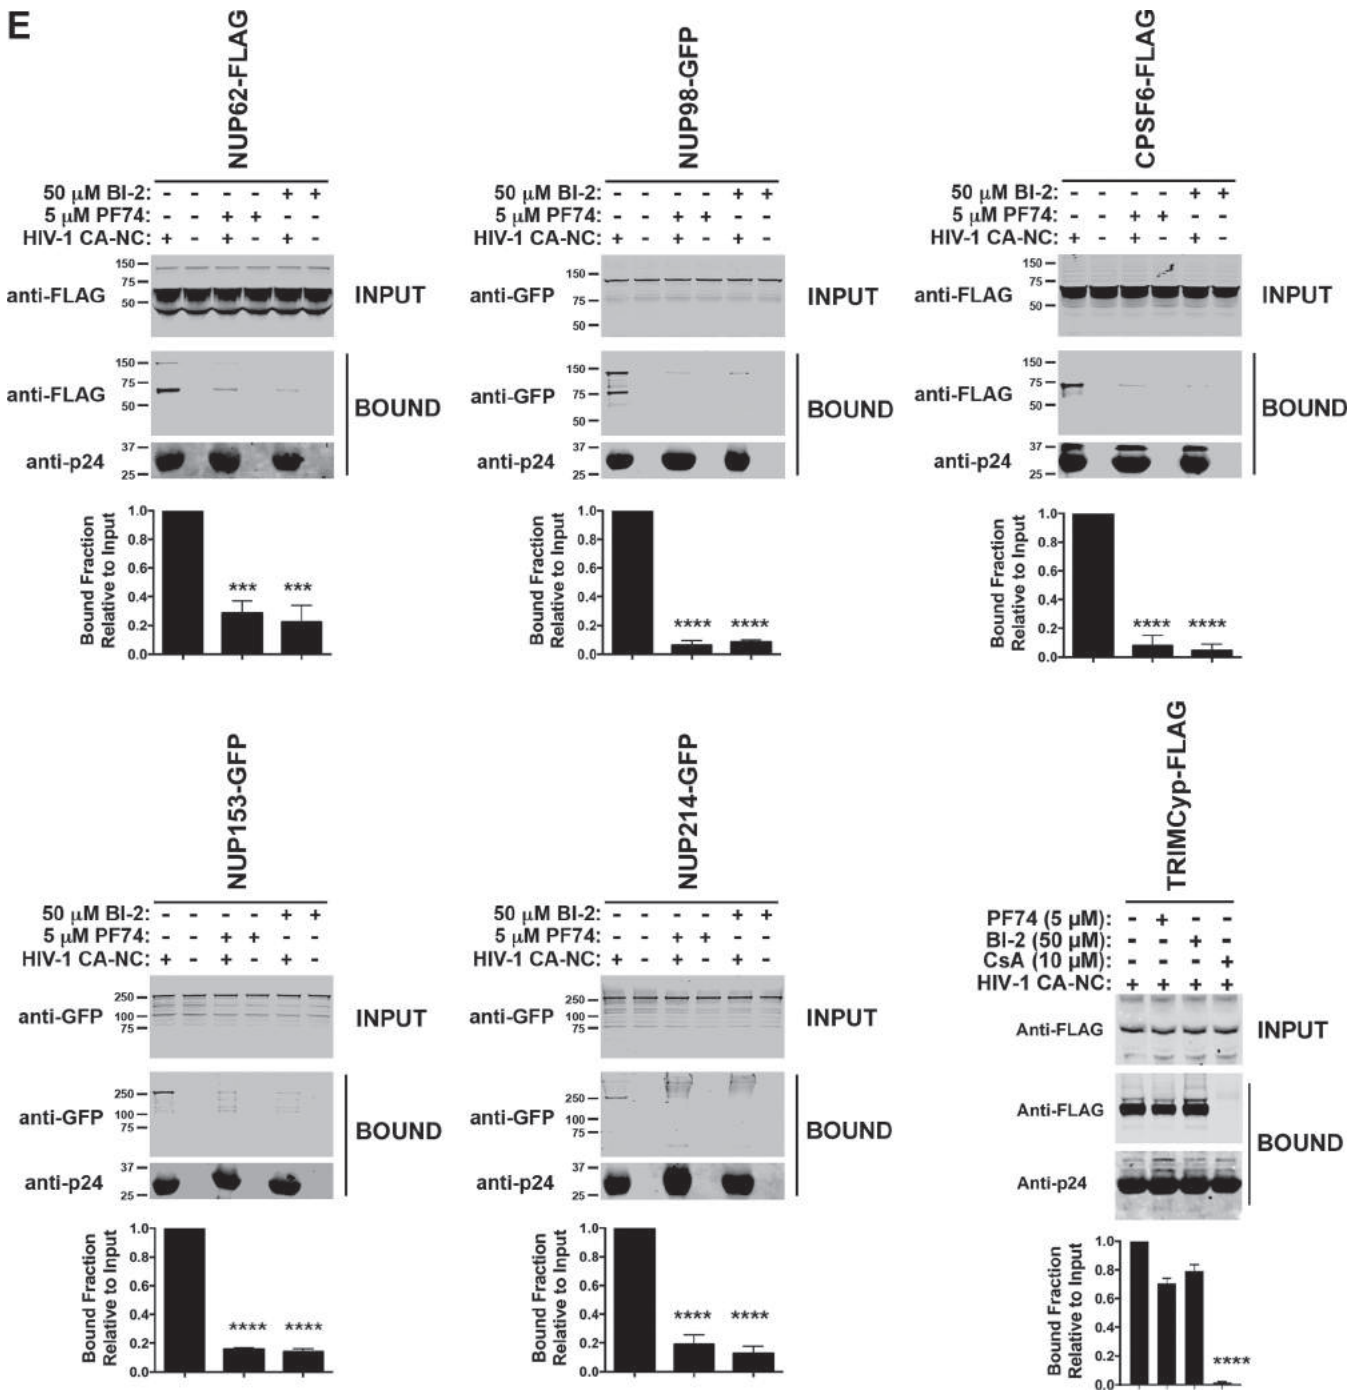 E
NUP62-FLAG
50 µM BI-2: - - - - + +
5 µM PF74: - - + + - -
HIV-1 CA-NC: + - + - + -
150
75
50
anti-FLAG
INPUT
150
75
50
anti-FLAG
BOUND
37
25
anti-p24
Bound Fraction
Relative to Input
1.0
0.8
0.6
0.4
0.2
0.0
*** ***
NUP98-GFP
50 µM BI-2: - - - - + +
5 µM PF74: - - + + - -
HIV-1 CA-NC: + - + - + -
150
75
50
anti-GFP
INPUT
150
75
50
anti-GFP
BOUND
37
25
anti-p24
Bound Fraction
Relative to Input
1.0
0.8
0.6
0.4
0.2
0.0
**** ****
CPSF6-FLAG
50 µM BI-2: - - - - + +
5 µM PF74: - - + + - -
HIV-1 CA-NC: + - + - + -
150
75
50
anti-FLAG
INPUT
150
75
50
anti-FLAG
BOUND
37
25
anti-p24
Bound Fraction
Relative to Input
1.0
0.8
0.6
0.4
0.2
0.0
**** ****
NUP153-GFP
50 µM BI-2: - - - - + +
5 µM PF74: - - + + - -
HIV-1 CA-NC: + - + - + -
250
100
75
anti-GFP
INPUT
250
100
75
anti-GFP
BOUND
37
25
anti-p24
Bound Fraction
Relative to Input
1.0
0.8
0.6
0.4
0.2
0.0
**** ****
NUP214-GFP
50 µM BI-2: - - - - + +
5 µM PF74: - - + + - -
HIV-1 CA-NC: + - + - + -
250
100
75
anti-GFP
INPUT
250
100
75
anti-GFP
BOUND
37
25
anti-p24
Bound Fraction
Relative to Input
1.0
0.8
0.6
0.4
0.2
0.0
**** ****
TRIMCyp-FLAG
PF74 (5 µM): - + - -
BI-2 (50 µM): - - + -
CsA (10 µM): - - - +
HIV-1 CA-NC: + + + +
Anti-FLAG
INPUT
Anti-FLAG
BOUND
Anti-p24
Bound Fraction
Relative to Input
1.0
0.8
0.6
0.4
0.2
0.0
****